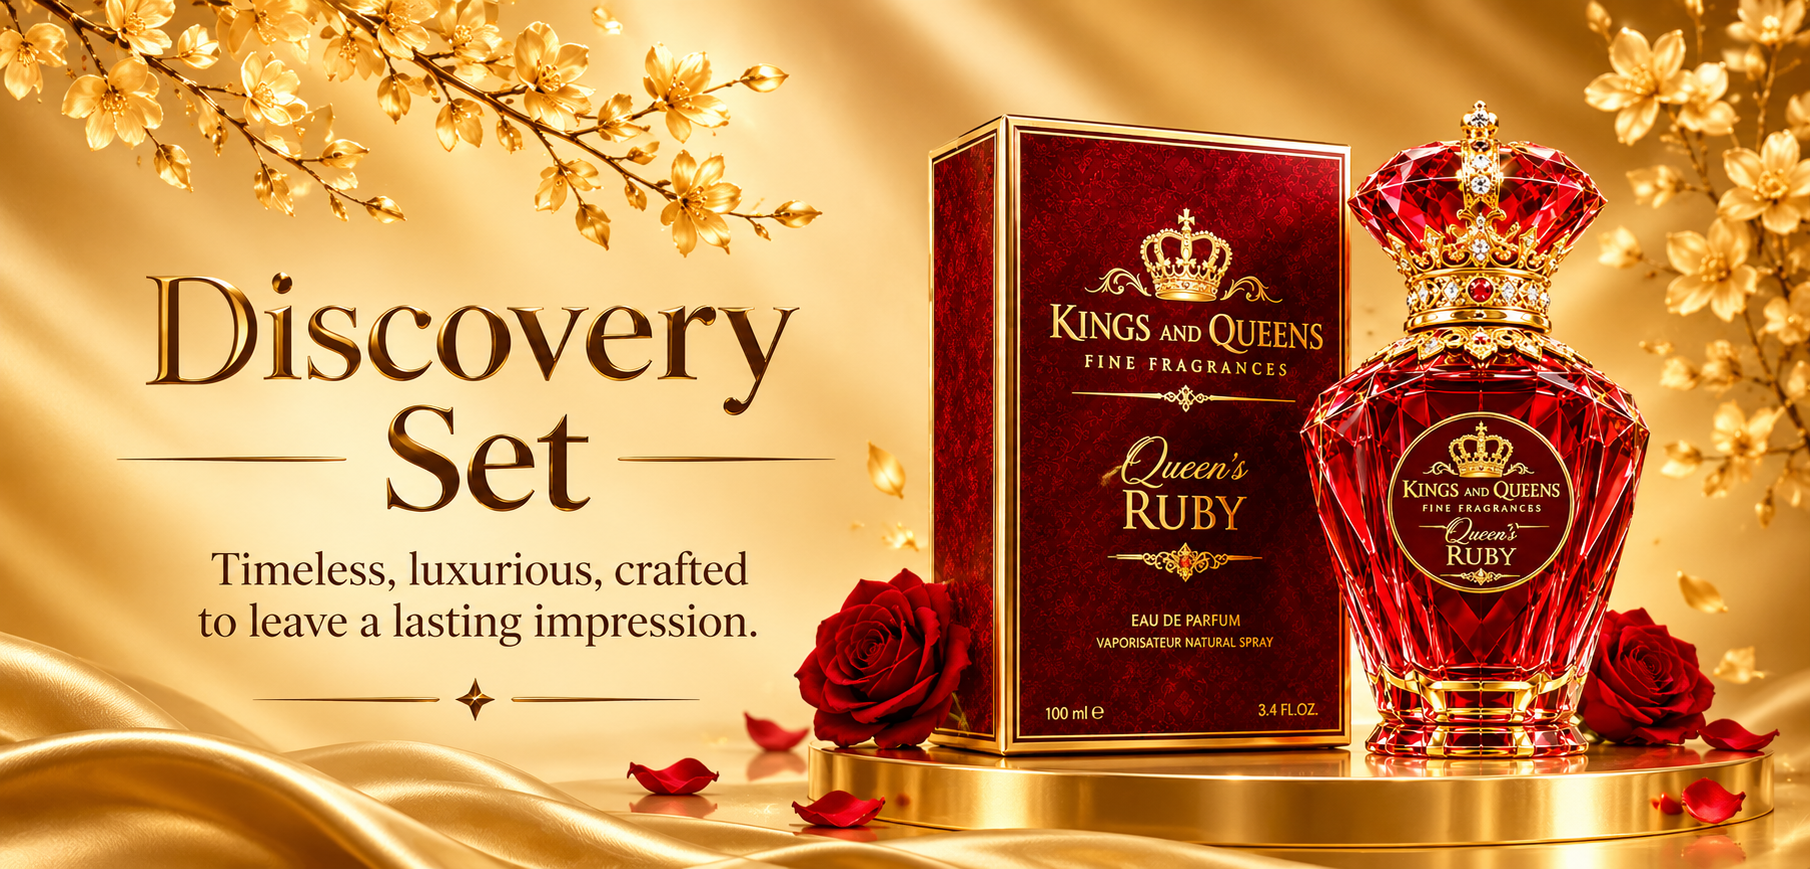 Discovery
Set
Timeless, luxurious, crafted
to leave a lasting impression.
KINGS AND QUEENS
FINE FRAGRANCES
Queen's
RUBY
EAU DE PARFUM
VAPORISATEUR NATURAL SPRAY
100 ml ℮
3.4 FL.OZ.
KINGS AND QUEENS
FINE FRAGRANCES
Queen's
RUBY